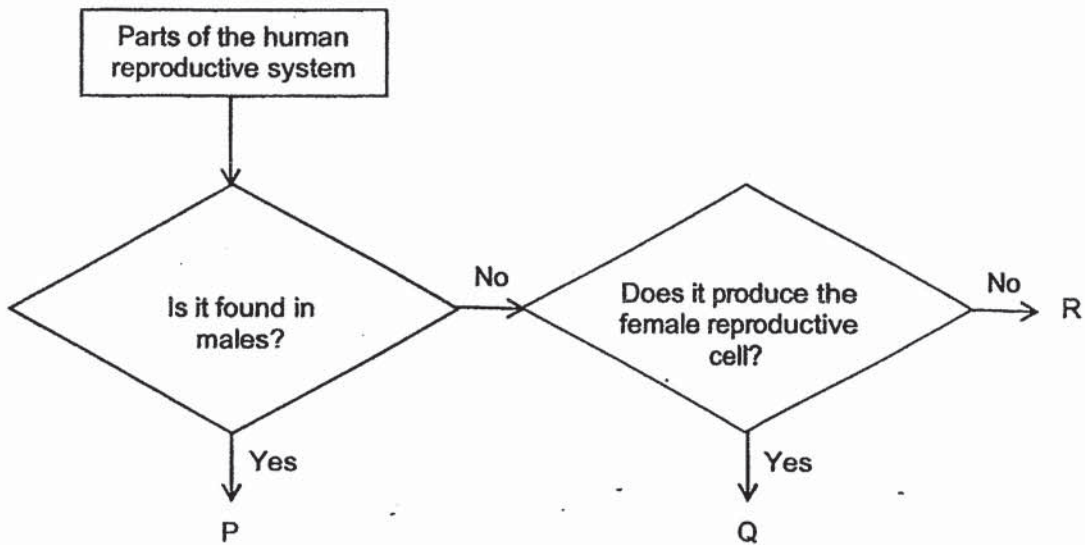 Parts of the human
reproductive system
Is it found in
males?
No
Does it produce the
female reproductive
cell?
No
R
Yes
P
Yes
Q